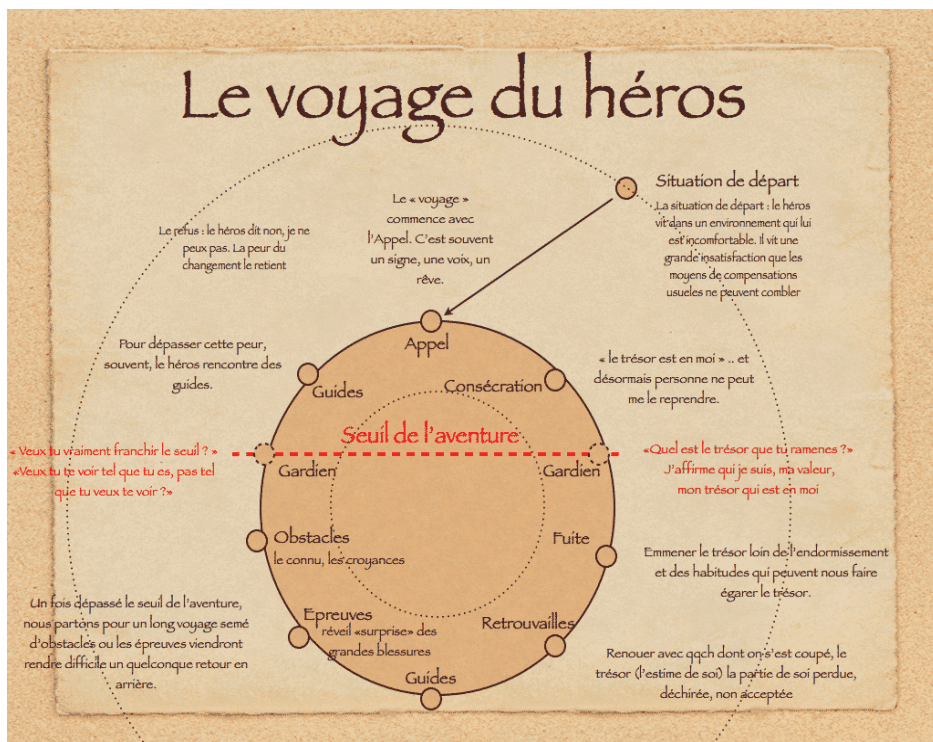 Le voyage du héros
Situation de départ
La situation de départ : le héros
vit dans un environnement qui lui
est incomfortable. Il vit une
grande insatisfaction que les
moyens de compensations
usueles ne peuvent combler
Le « voyage »
commence avec
l'Appel. C'est souvent
un signe, une voix, un
rêve.
Le refus : le héros dit non, je ne
peux pas. La peur du
changement le retient
Appel
Pour dépasser cette peur,
souvent, le héros rencontre des
guides.
Guides
Consécration
« le trésor est en moi » .. et
désormais personne ne peut
me le reprendre.
Seuil de l'aventure
« Veux tu vraiment franchir le seuil ? »
«Veux tu te voir tel que tu es, pas tel
que tu veux te voir ?»
Gardien
Gardien
«Quel est le trésor que tu ramenes ?»
J'affirme qui je suis, ma valeur,
mon trésor qui est en moi
Obstacles
le connu, les croyances
Fuite
Emmener le trésor loin de l'endormissement
et des habitudes qui peuvent nous faire
égarer le trésor.
Un fois dépassé le seuil de l'aventure,
nous partons pour un long voyage semé
d'obstacles ou les épreuves viendront
rendre difficile un quelconque retour en
arrière.
Epreuves
réveil «surprise» des
grandes blessures
Retrouvailles
Renouer avec qqch dont on s'est coupé, le
trésor (l'estime de soi) la partie de soi perdue,
déchirée, non acceptée
Guides